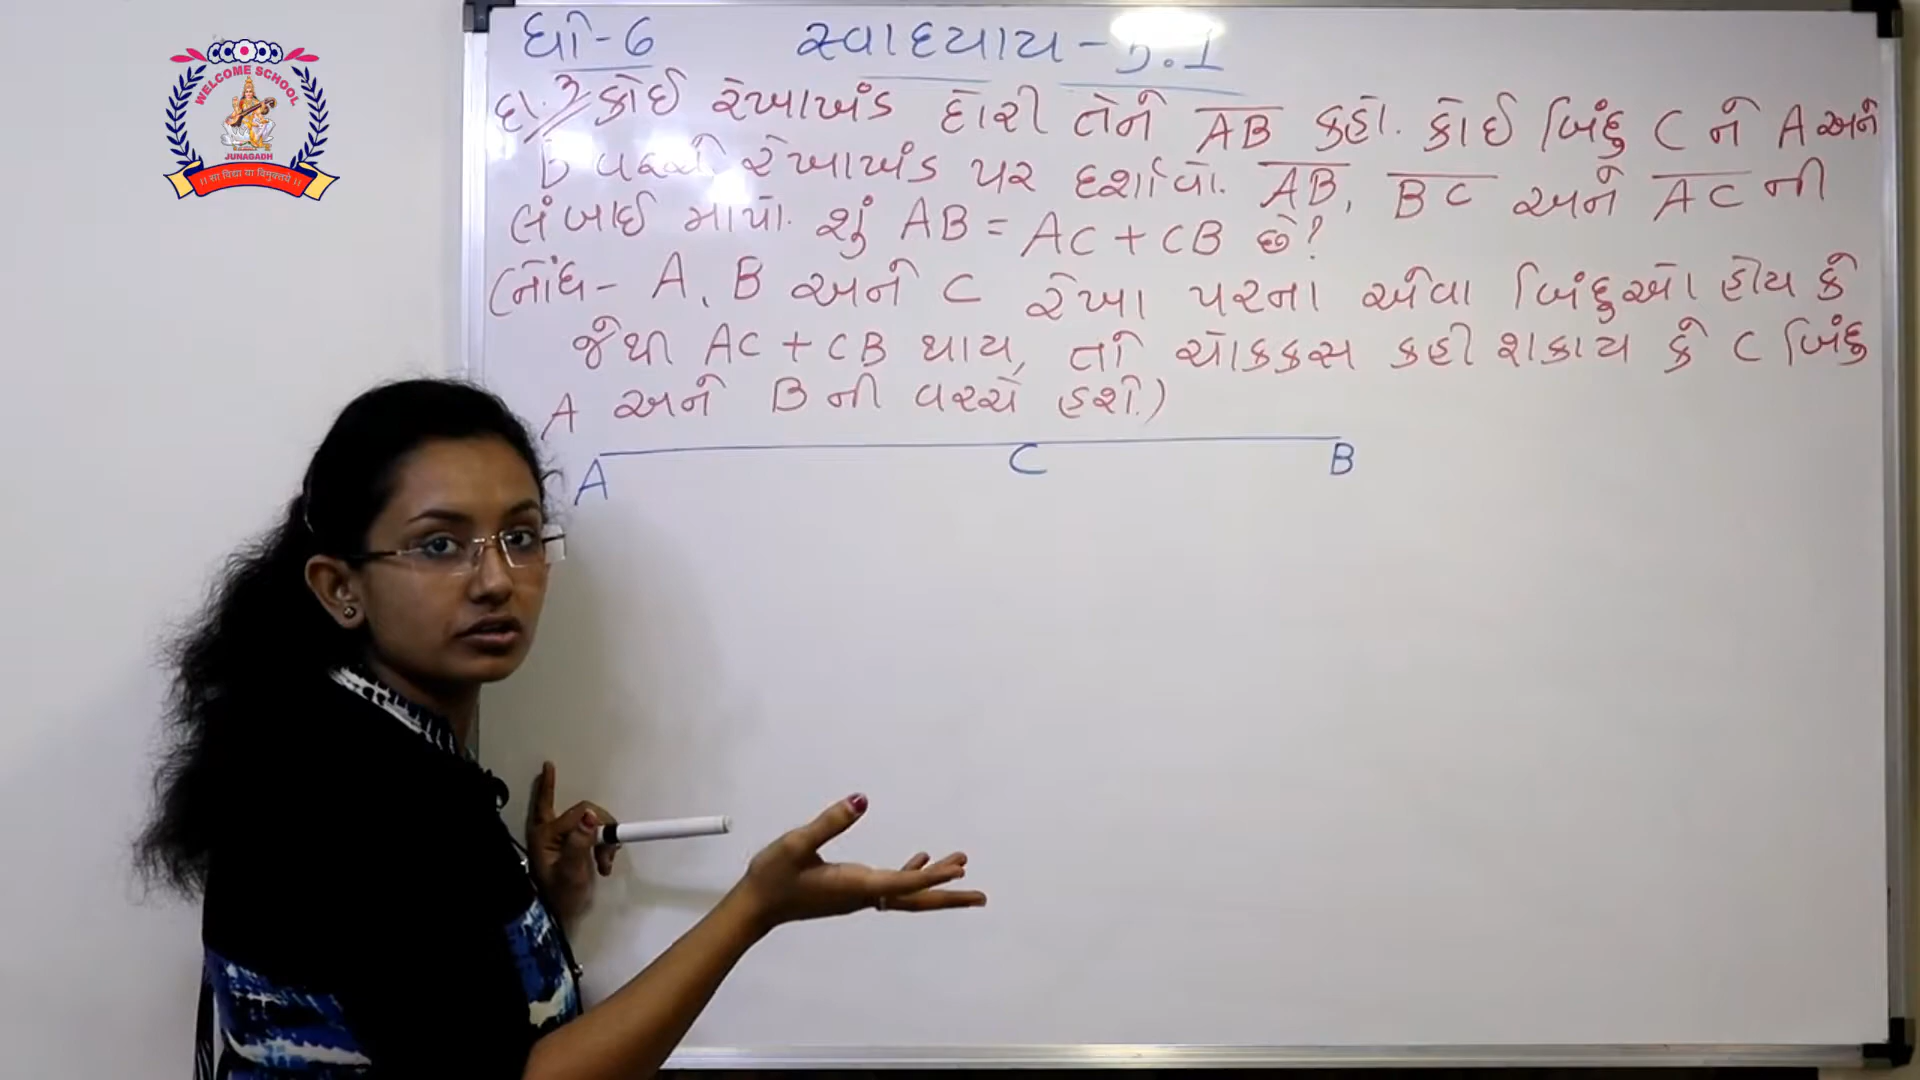 WELCOME SCHOOL
JUNAGADH
॥ सा विद्या या विमुक्तये ॥
ધો-6 સ્વાધ્યાય-5.1
દા.3 કોઈ રેખાખંડ દોરી તેને AB કહો. કોઈ બિંદુ C ને A અને
B વચ્ચે રેખાખંડ પર દર્શાવો. AB, BC અને AC ની
લંબાઈ માપો. શું AB = AC + CB છે?
(નોંધ- A, B અને C રેખા પરના એવા બિંદુઓ હોય કે
જેથી AC + CB થાય, તો ચોક્કસ કહી શકાય કે C બિંદુ
A અને B ની વચ્ચે હશે.)
A C B